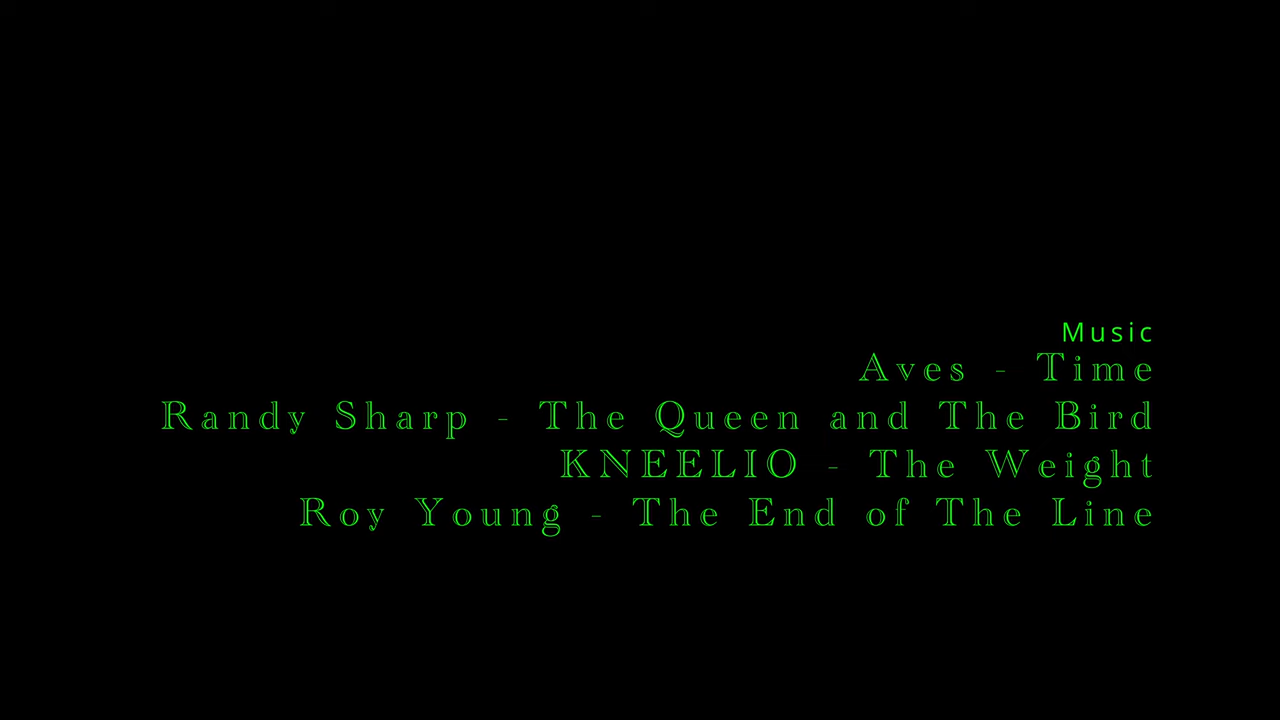 Music
Aves - Time
Randy Sharp - The Queen and The Bird
KNEELIO - The Weight
Roy Young - The End of The Line